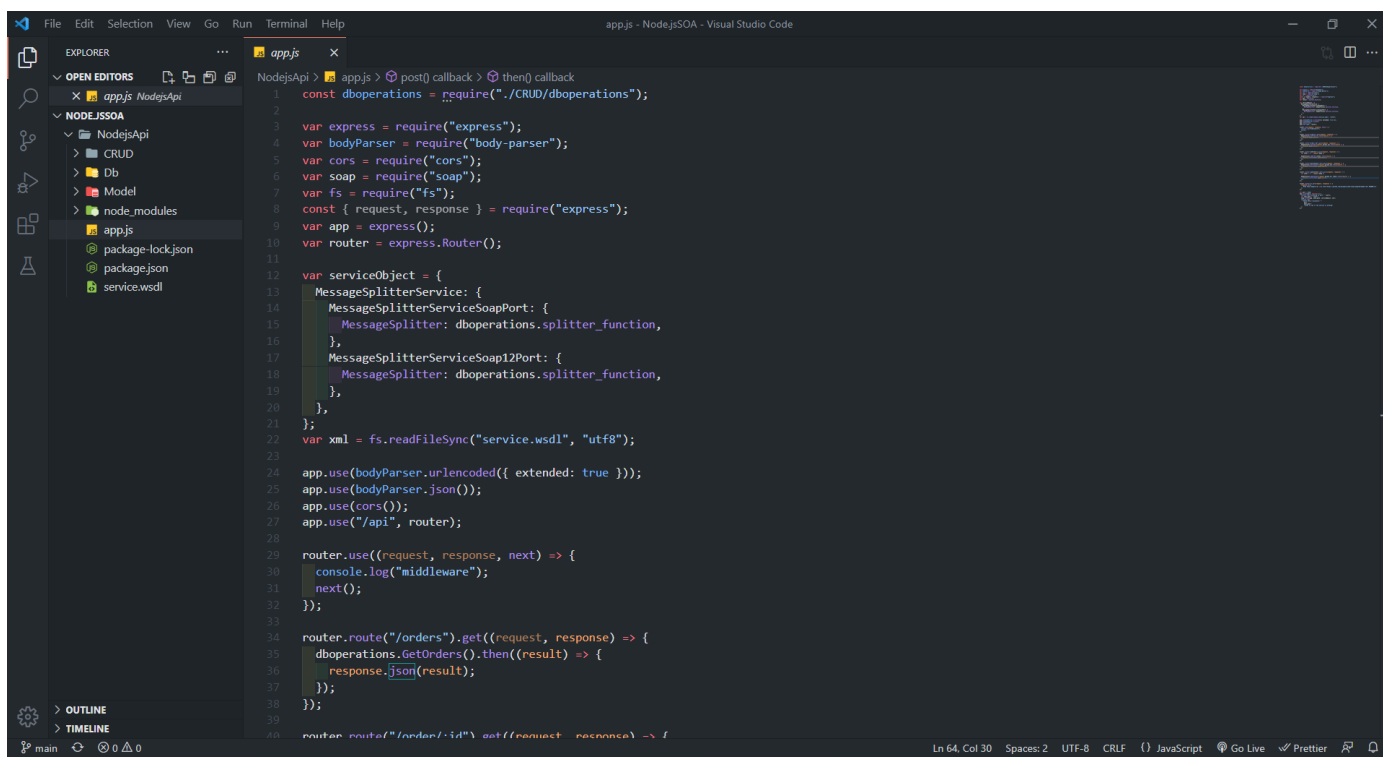 File Edit Selection View Go Run Terminal Help
app.js - Node.jsSOA - Visual Studio Code
EXPLORER
OPEN EDITORS
app.js NodejsApi
NODE.JSSOA
NodejsApi
CRUD
Db
Model
node_modules
app.js
package-lock.json
package.json
service.wsdl
OUTLINE
TIMELINE
app.js
NodejsApi > app.js > post() callback > then() callback
1 const dboperations = require("./CRUD/dboperations");
2
3 var express = require("express");
4 var bodyParser = require("body-parser");
5 var cors = require("cors");
6 var soap = require("soap");
7 var fs = require("fs");
8 const { request, response } = require("express");
9 var app = express();
10 var router = express.Router();
11
12 var serviceObject = {
13 MessageSplitterService: {
14 MessageSplitterServiceSoapPort: {
15 MessageSplitter: dboperations.splitter_function,
16 },
17 MessageSplitterServiceSoap12Port: {
18 MessageSplitter: dboperations.splitter_function,
19 },
20 },
21 };
22 var xml = fs.readFileSync("service.wsdl", "utf8");
23
24 app.use(bodyParser.urlencoded({ extended: true }));
25 app.use(bodyParser.json());
26 app.use(cors());
27 app.use("/api", router);
28
29 router.use((request, response, next) => {
30 console.log("middleware");
31 next();
32 });
33
34 router.route("/orders").get((request, response) => {
35 dboperations.GetOrders().then((result) => {
36 response.json(result);
37 });
38 });
39
40 router.route("/order/:id").get((request, response) => {
main 0 0
Ln 64, Col 30 Spaces: 2 UTF-8 CRLF {} JavaScript Go Live Prettier